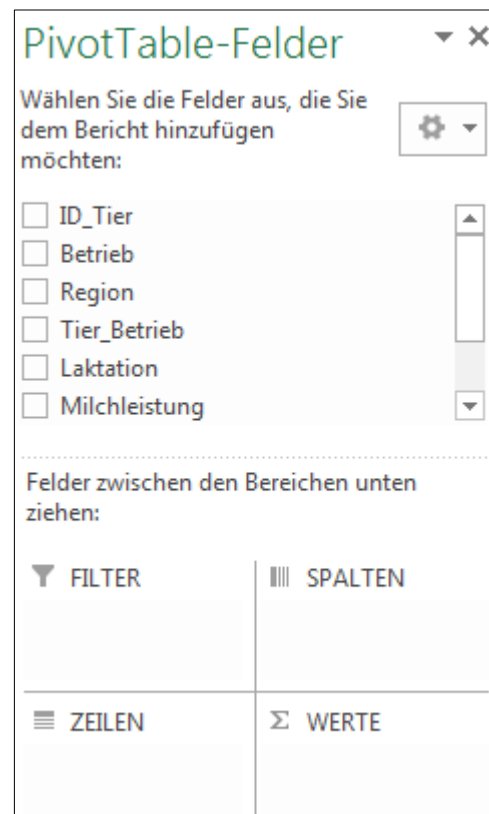 PivotTable-Felder
Wählen Sie die Felder aus, die Sie
dem Bericht hinzufügen
möchten:
ID_Tier
Betrieb
Region
Tier_Betrieb
Laktation
Milchleistung
Felder zwischen den Bereichen unten
ziehen:
FILTER
SPALTEN
ZEILEN
WERTE